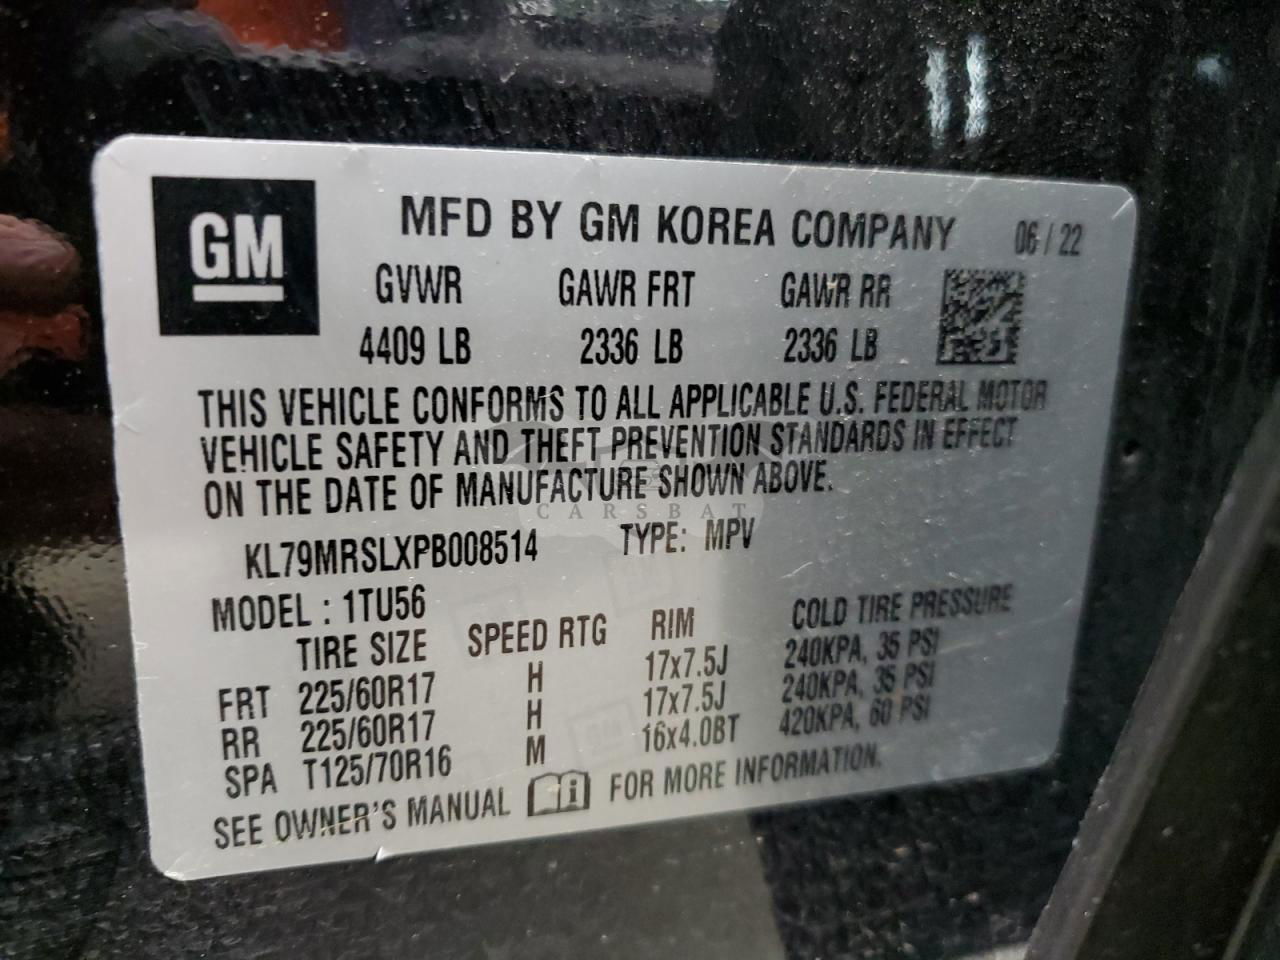 GM
MFD BY GM KOREA COMPANY 06 / 22
GVWR GAWR FRT GAWR RR
4409 LB 2336 LB 2336 LB
THIS VEHICLE CONFORMS TO ALL APPLICABLE U.S. FEDERAL MOTOR
VEHICLE SAFETY AND THEFT PREVENTION STANDARDS IN EFFECT
ON THE DATE OF MANUFACTURE SHOWN ABOVE.
CARSBAT
KL79MRSLXPB008514 TYPE: MPV
MODEL : 1TU56
TIRE SIZE SPEED RTG RIM COLD TIRE PRESSURE
FRT 225/60R17 H 17x7.5J 240KPA, 35 PSI
RR 225/60R17 H 17x7.5J 240KPA, 35 PSI
SPA T125/70R16 M 16x4.0BT 420KPA, 60 PSI
SEE OWNER'S MANUAL i FOR MORE INFORMATION.